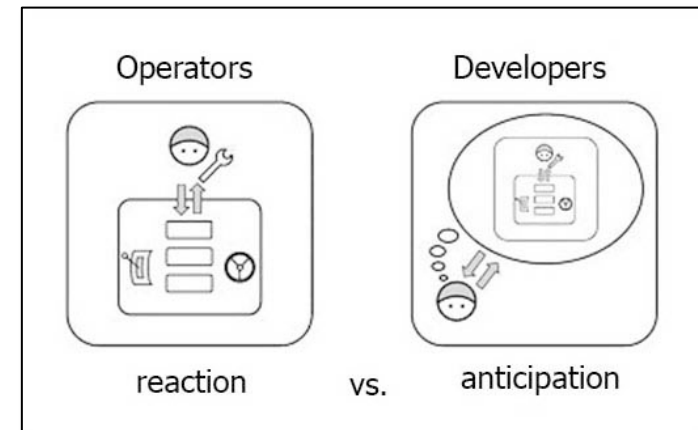 Operators
Developers
reaction
vs.
anticipation